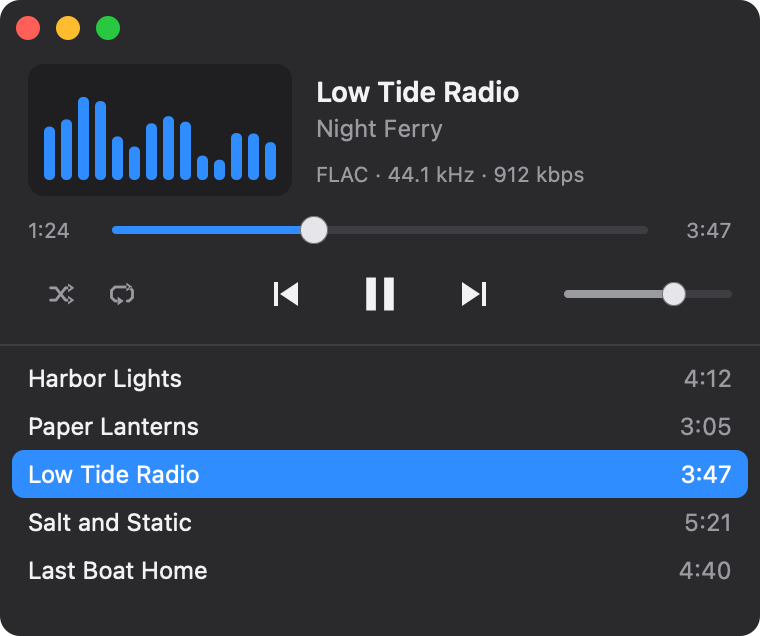 Low Tide Radio
Night Ferry
FLAC · 44.1 kHz · 912 kbps
1:24 3:47
Harbor Lights 4:12
Paper Lanterns 3:05
Low Tide Radio 3:47
Salt and Static 5:21
Last Boat Home 4:40